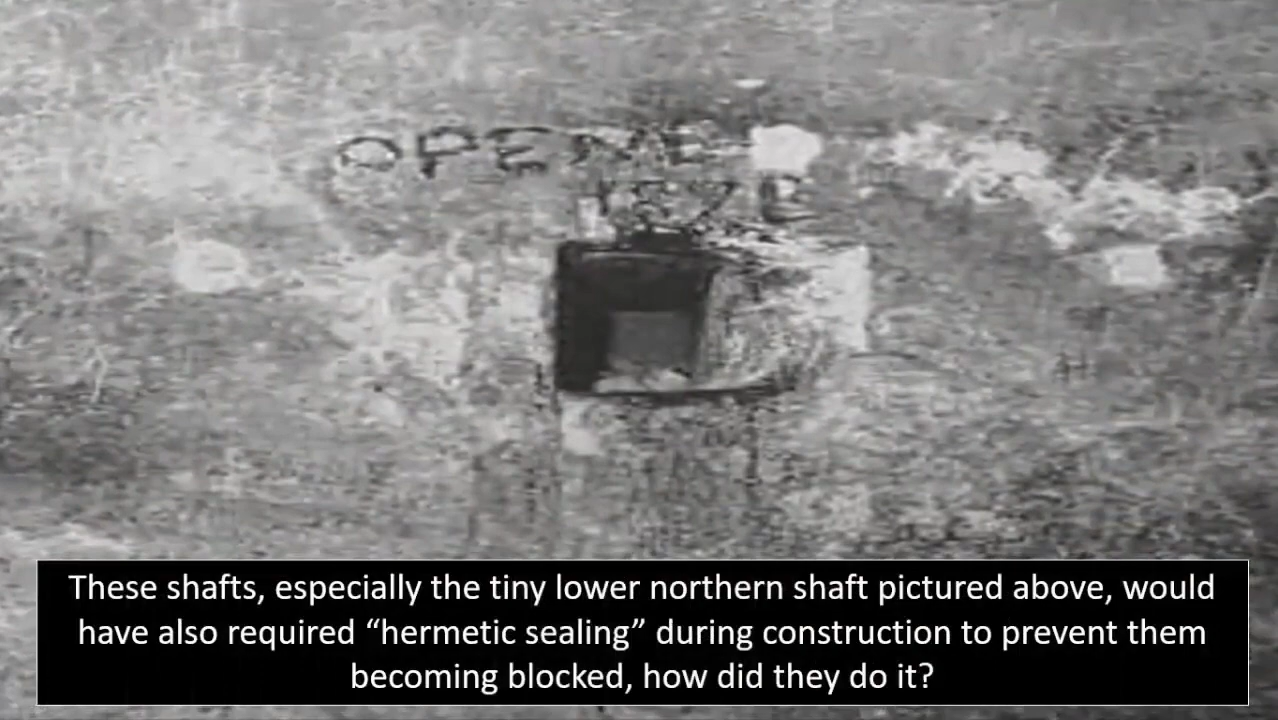 OPENE
These shafts, especially the tiny lower northern shaft pictured above, would
have also required “hermetic sealing” during construction to prevent them
becoming blocked, how did they do it?